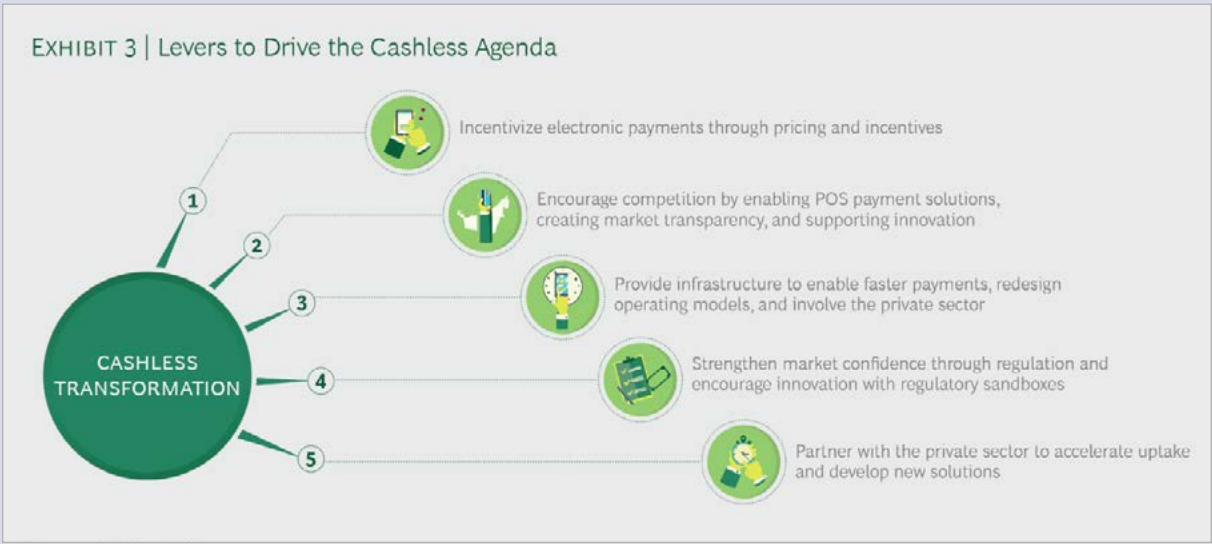 EXHIBIT 3 | Levers to Drive the Cashless Agenda
1
Incentivize electronic payments through pricing and incentives
2
Encourage competition by enabling POS payment solutions,
creating market transparency, and supporting innovation
3
Provide infrastructure to enable faster payments, redesign
operating models, and involve the private sector
CASHLESS
TRANSFORMATION
4
Strengthen market confidence through regulation and
encourage innovation with regulatory sandboxes
5
Partner with the private sector to accelerate uptake
and develop new solutions